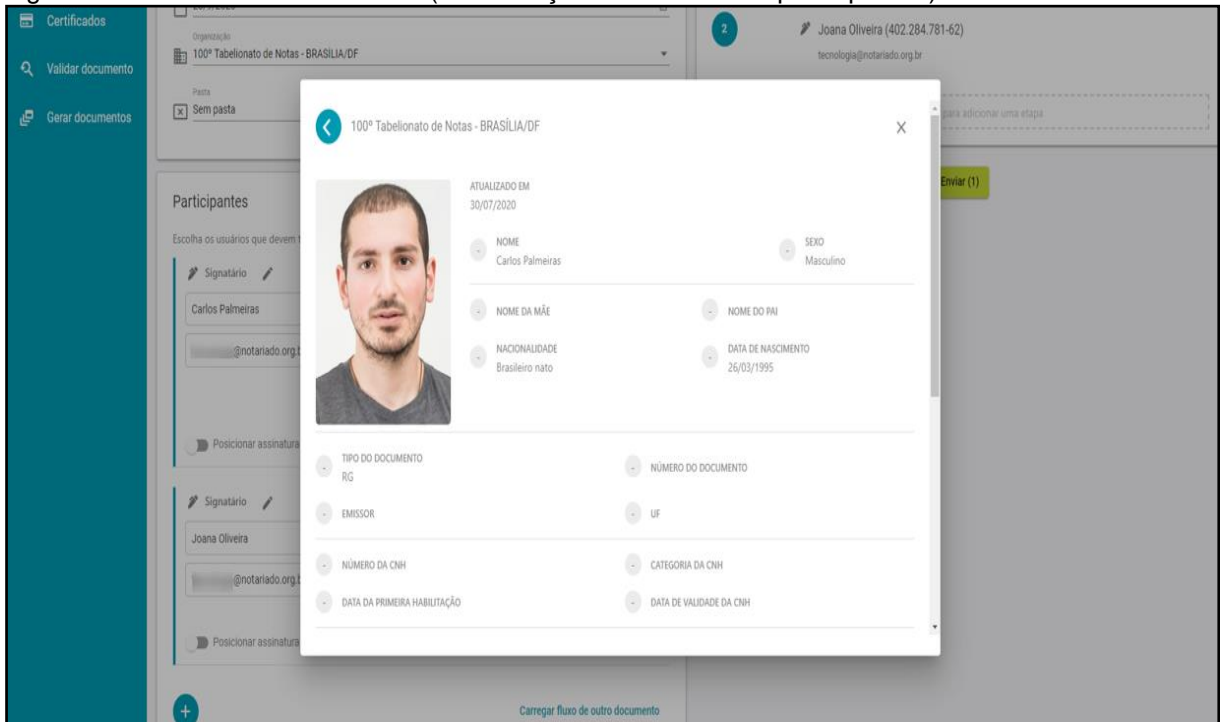 Certificados
Validar documento
Gerar documentos
Organização
100º Tabelionato de Notas - BRASILIA/DF
Pasta
Sem pasta
Participantes
Escolha os usuários que devem
Signatário
Carlos Palmeiras
@notariado.org.b
Posicionar assinatura
Signatário
Joana Oliveira
@notariado.org.b
Posicionar assinatura
Carregar fluxo de outro documento
2
Joana Oliveira (402.284.781-62)
tecnologia@notariado.org.br
para adicionar uma etapa
Enviar (1)
100º Tabelionato de Notas - BRASÍLIA/DF
ATUALIZADO EM
30/07/2020
NOME
Carlos Palmeiras
SEXO
Masculino
NOME DA MÃE
NOME DO PAI
NACIONALIDADE
Brasileiro nato
DATA DE NASCIMENTO
26/03/1995
TIPO DO DOCUMENTO
RG
NÚMERO DO DOCUMENTO
EMISSOR
UF
NÚMERO DA CNH
CATEGORIA DA CNH
DATA DA PRIMEIRA HABILITAÇÃO
DATA DE VALIDADE DA CNH